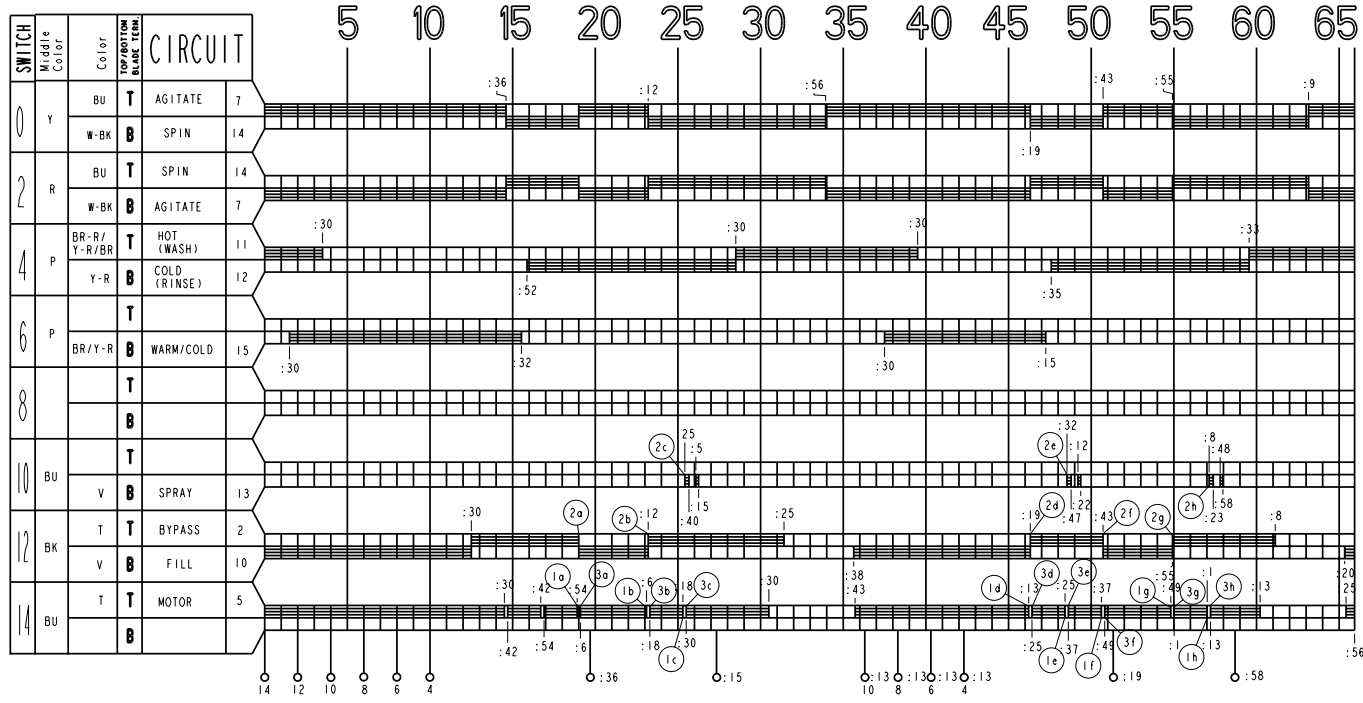 5 10 15 20 25 30 35 40 45 50 55 60 65
SWITCH Middle Color Color TOP/BOTTOM BLADE TERM. CIRCUIT
:36 :12 :56 :43 :55 :9
0 Y BU T AGITATE 7
W-BK B SPIN 14
:19
2 R BU T SPIN 14
W-BK B AGITATE 7
:30 :30 :30 :33
4 P BR-R/ Y-R/BR T HOT (WASH) 11
Y-R B COLD (RINSE) 12
:52 :35
6 P T
BR/Y-R B WARM/COLD 15
:30 :32 :30 :15
8 T
B
25 :5 :32 :12 :8 :48
2c 2e
10 BU T
V B SPRAY 13
:40 :15 :47 :22 2h :23 :58
:30 2a 2b :12 :25 :19 2d :43 2f 2g :8
12 BK T T BYPASS 2
V B FILL 10
:38 :55 :20
:30 :42 1a :54 3a 1b :6 3b :18 3c :30 :43 1d :13 3d :25 3e :37 1g :49 3g :1 3h :13 :25
14 BU T T MOTOR 5
B
:42 :54 :6 :18 1c :30 :25 1e :37 1f :49 3f :1 1h :13 :56
14 12 10 8 6 4 :36 :15 10 :13 8 :13 6 :13 4 :13 :19 :58